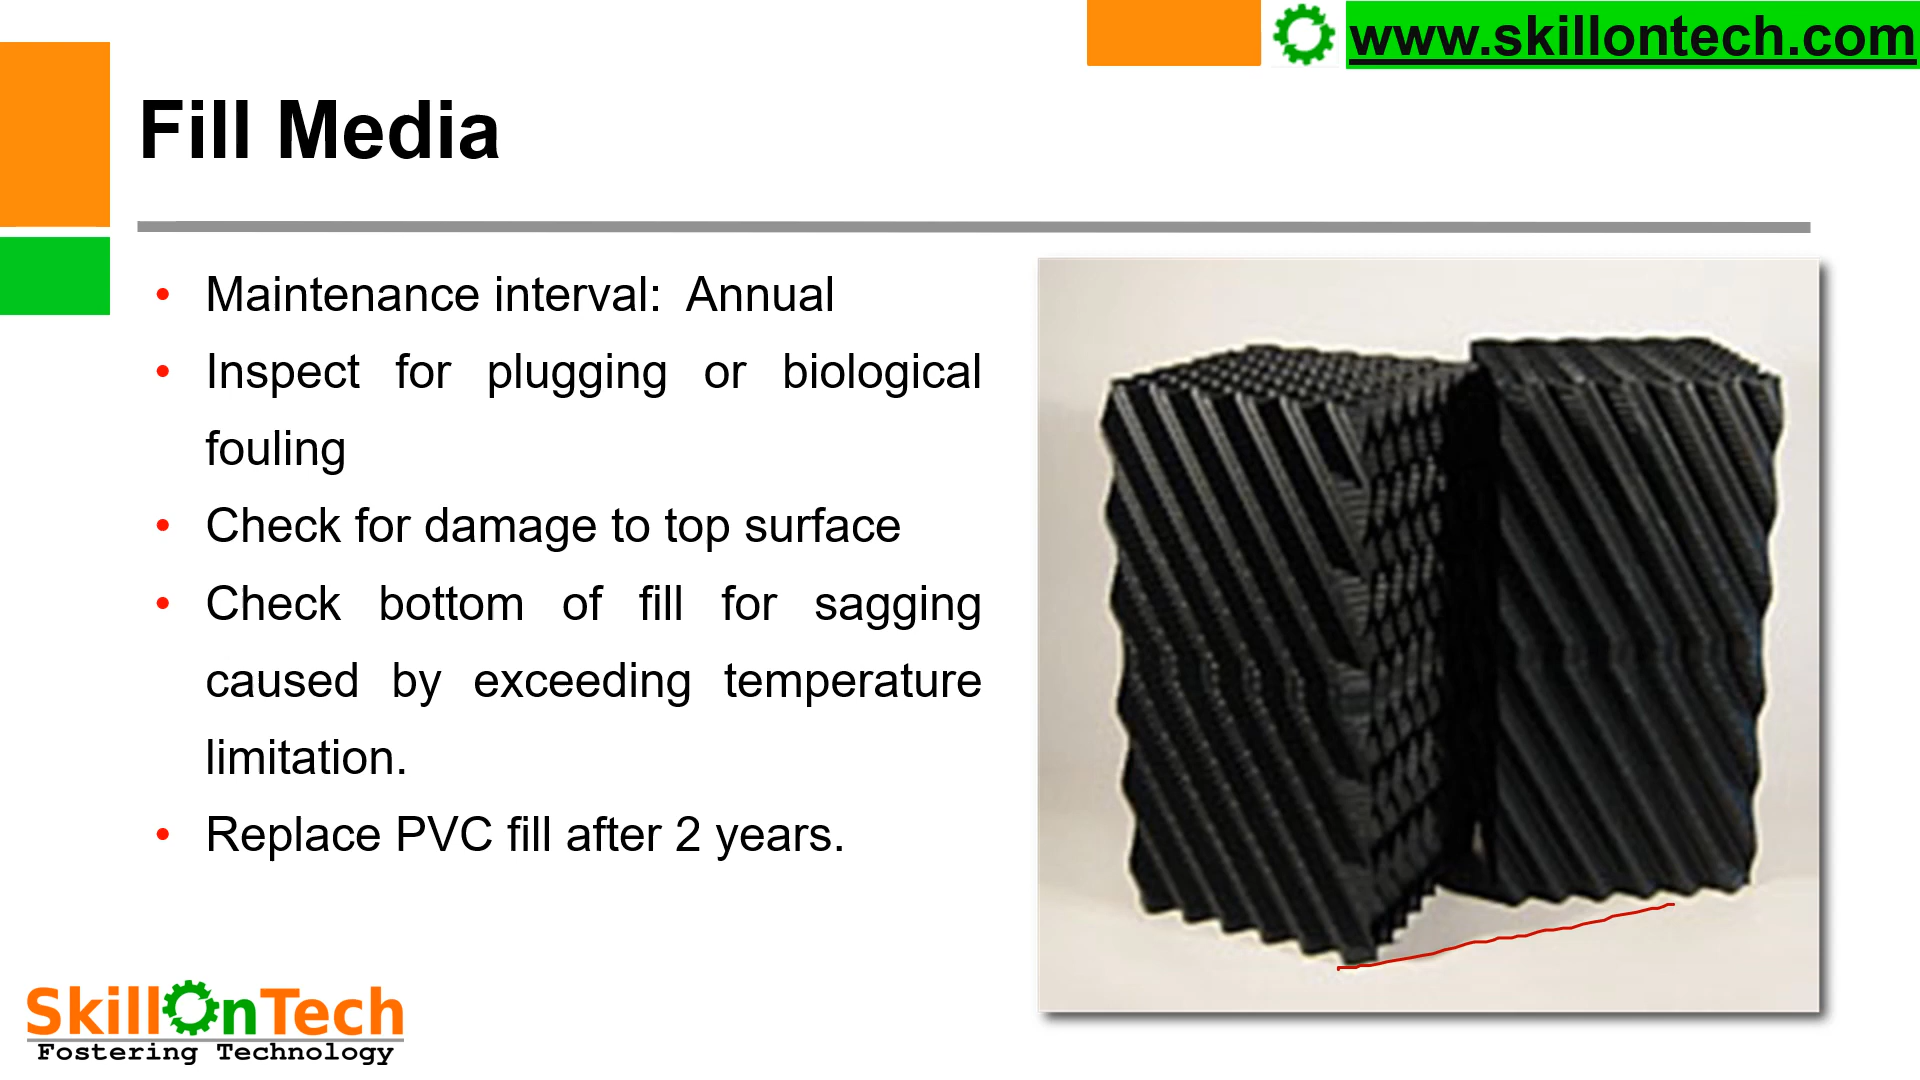 www.skillontech.com
Fill Media
• Maintenance interval: Annual
• Inspect for plugging or biological
fouling
• Check for damage to top surface
• Check bottom of fill for sagging
caused by exceeding temperature
limitation.
• Replace PVC fill after 2 years.
SkillOnTech
Fostering Technology